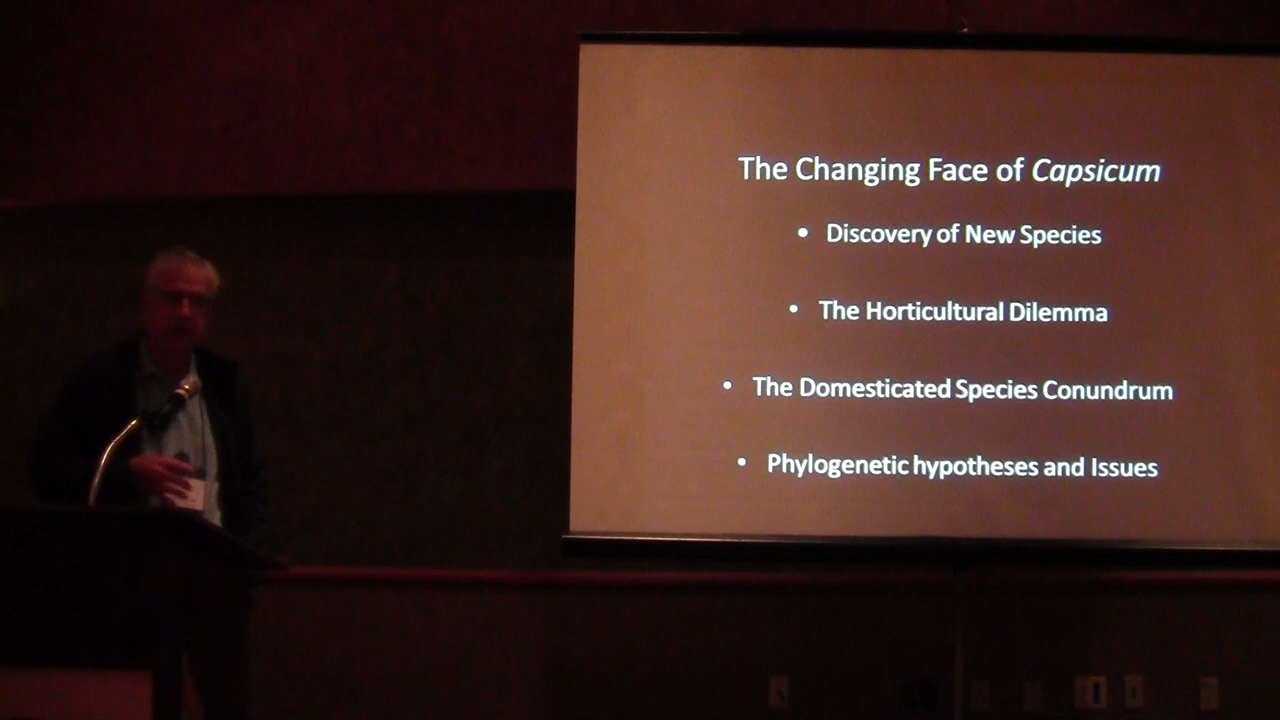 The Changing Face of Capsicum
• Discovery of New Species
• The Horticultural Dilemma
• The Domesticated Species Conundrum
• Phylogenetic hypotheses and Issues